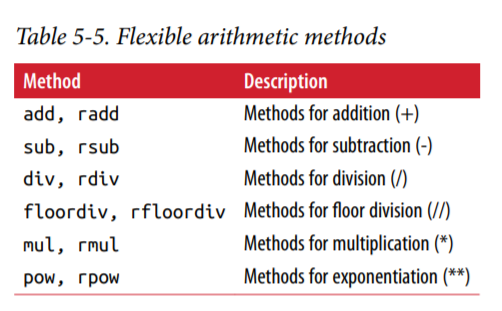 Table 5-5. Flexible arithmetic methods
Method Description
add, radd Methods for addition (+)
sub, rsub Methods for subtraction (-)
div, rdiv Methods for division (/)
floordiv, rfloordiv Methods for floor division (//)
mul, rmul Methods for multiplication (*)
pow, rpow Methods for exponentiation (**)